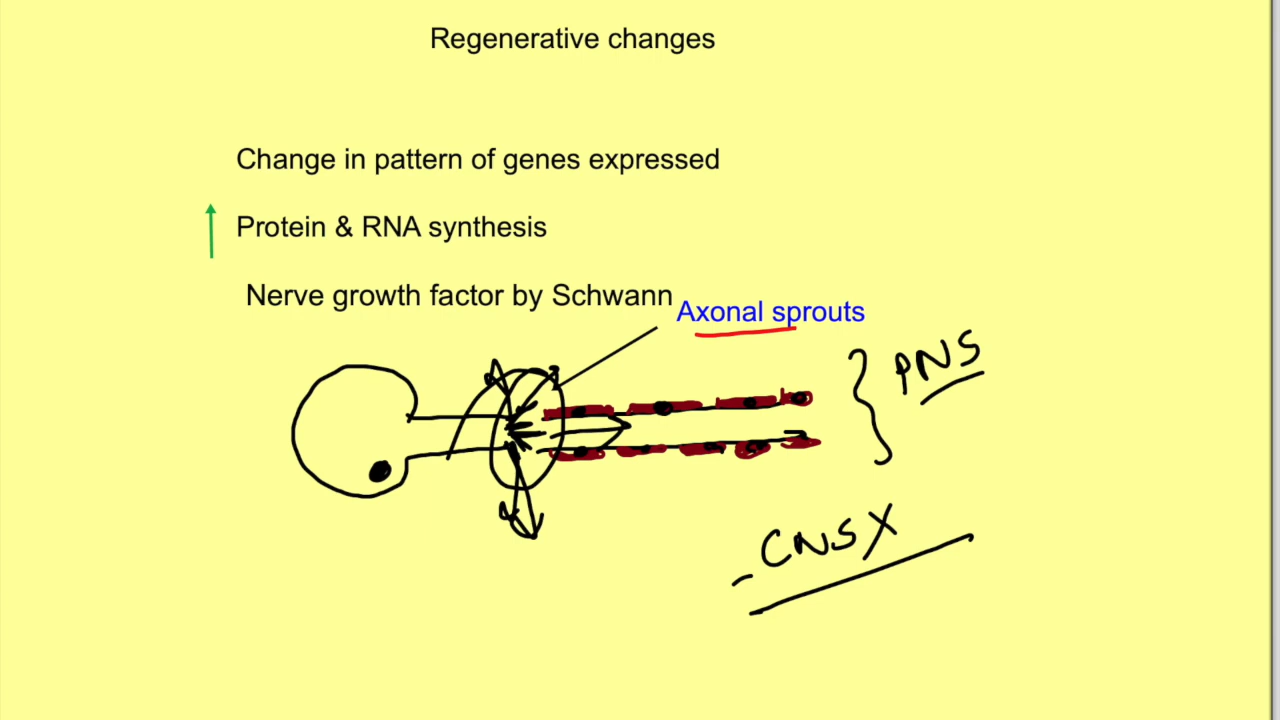 Regenerative changes
Change in pattern of genes expressed
Protein & RNA synthesis
Nerve growth factor by Schwann
Axonal sprouts
PNS
CNS X